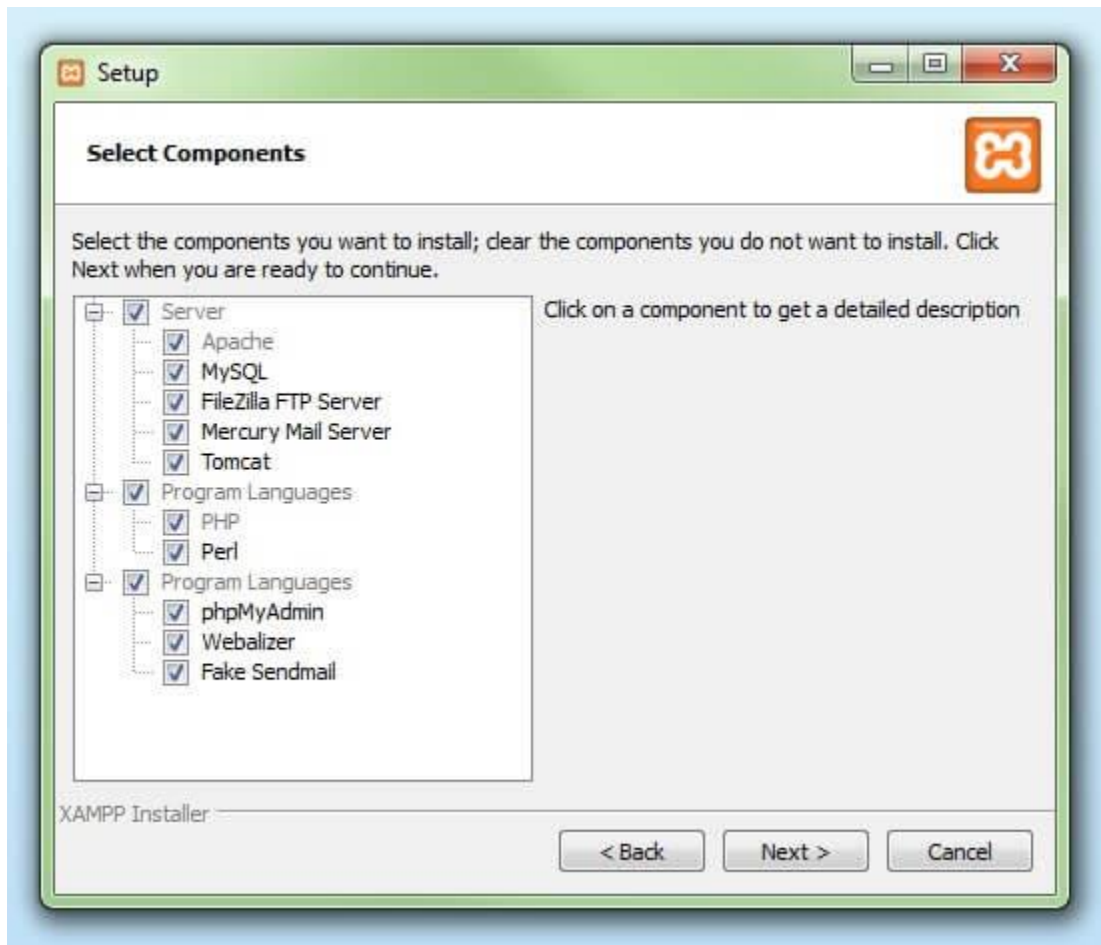 Setup
Select Components
Select the components you want to install; clear the components you do not want to install. Click
Next when you are ready to continue.
Server
Apache
MySQL
FileZilla FTP Server
Mercury Mail Server
Tomcat
Program Languages
PHP
Perl
Program Languages
phpMyAdmin
Webalizer
Fake Sendmail
Click on a component to get a detailed description
XAMPP Installer
< Back
Next >
Cancel